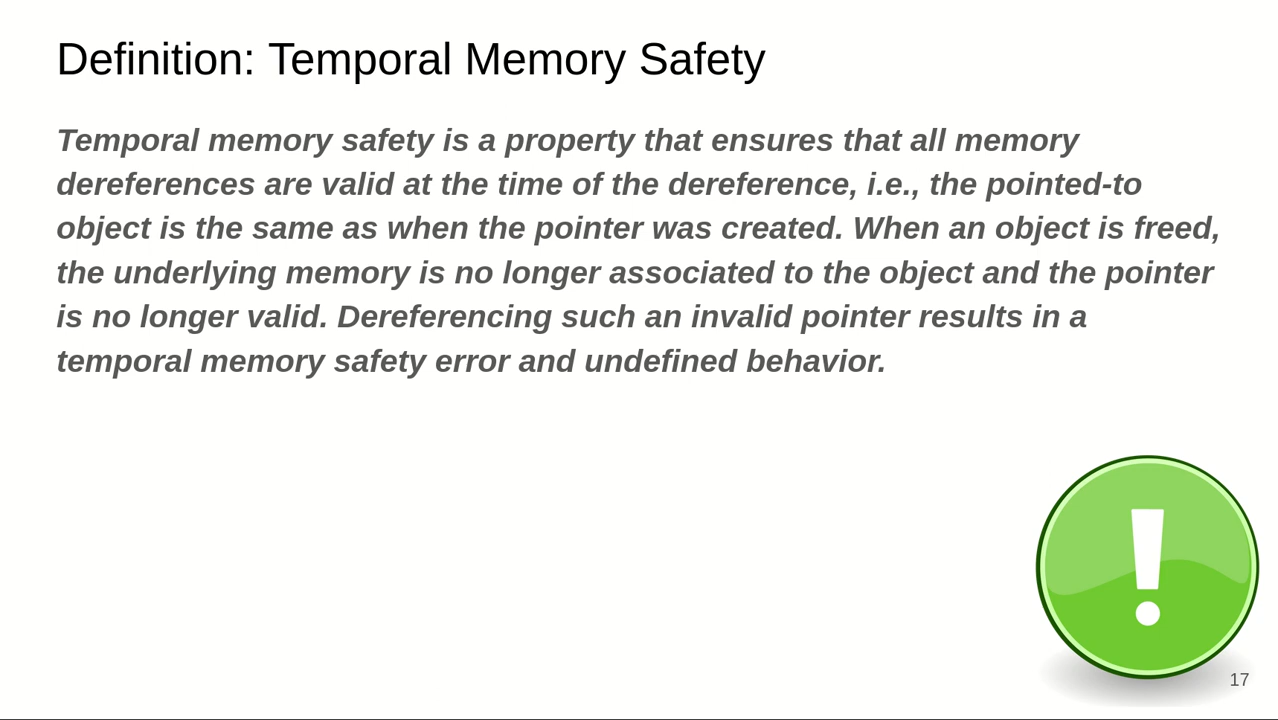 Definition: Temporal Memory Safety
Temporal memory safety is a property that ensures that all memory
dereferences are valid at the time of the dereference, i.e., the pointed-to
object is the same as when the pointer was created. When an object is freed,
the underlying memory is no longer associated to the object and the pointer
is no longer valid. Dereferencing such an invalid pointer results in a
temporal memory safety error and undefined behavior.
!
17